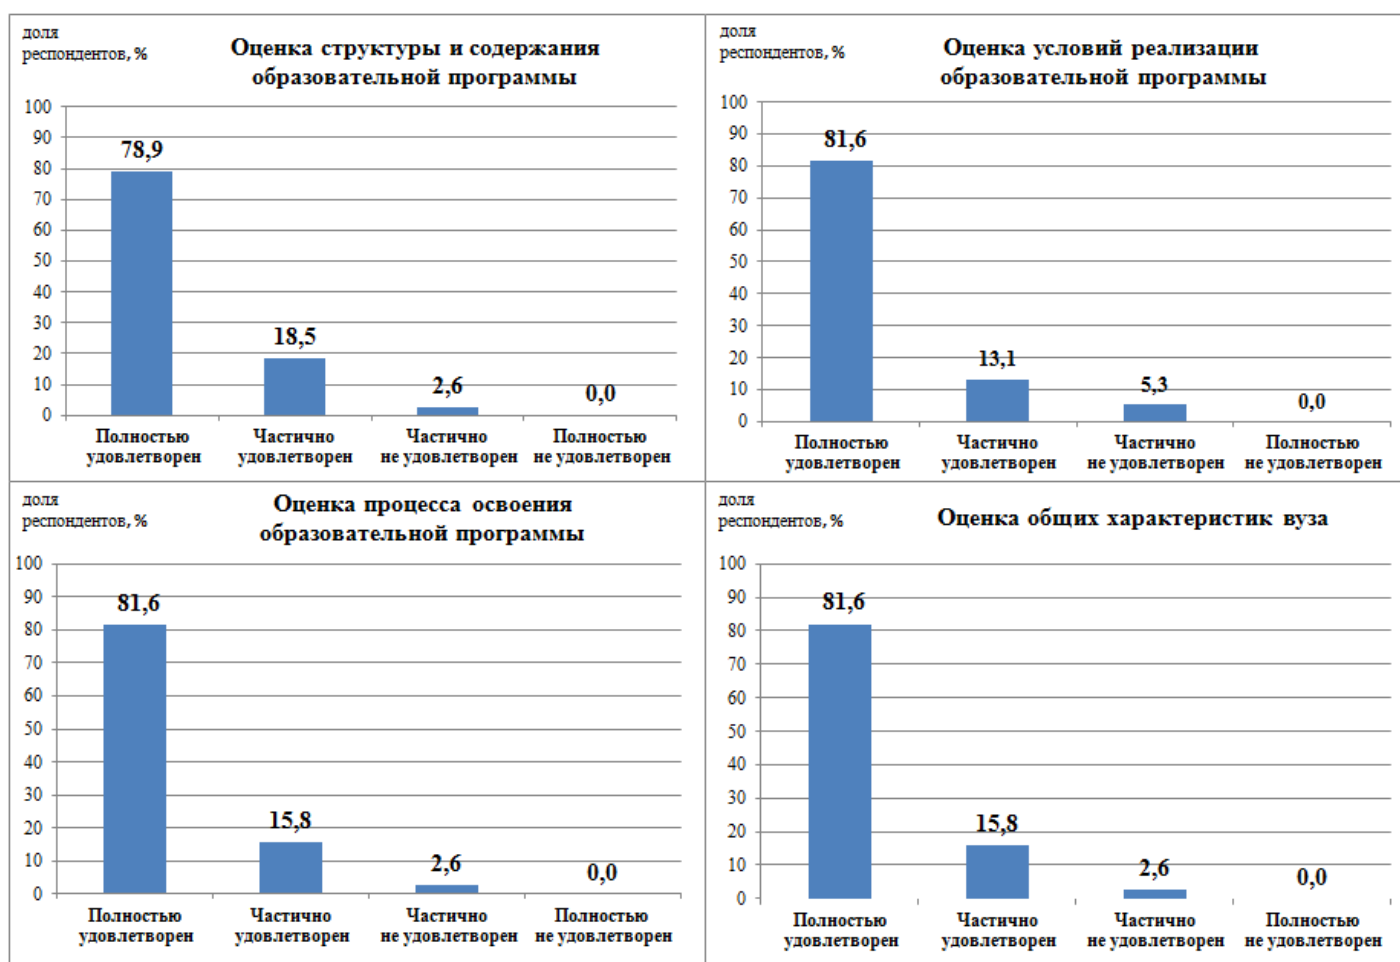 доля
респондентов, %
Оценка структуры и содержания
образовательной программы
100
90
80
70
60
50
40
30
20
10
0
78,9
18,5
2,6
0,0
Полностью
удовлетворен
Частично
удовлетворен
Частично
не удовлетворен
Полностью
не удовлетворен
доля
респондентов, %
Оценка условий реализации
образовательной программы
100
90
80
70
60
50
40
30
20
10
0
81,6
13,1
5,3
0,0
Полностью
удовлетворен
Частично
удовлетворен
Частично
не удовлетворен
Полностью
не удовлетворен
доля
респондентов, %
Оценка процесса освоения
образовательной программы
100
90
80
70
60
50
40
30
20
10
0
81,6
15,8
2,6
0,0
Полностью
удовлетворен
Частично
удовлетворен
Частично
не удовлетворен
Полностью
не удовлетворен
доля
респондентов, %
Оценка общих характеристик вуза
100
90
80
70
60
50
40
30
20
10
0
81,6
15,8
2,6
0,0
Полностью
удовлетворен
Частично
удовлетворен
Частично
не удовлетворен
Полностью
не удовлетворен